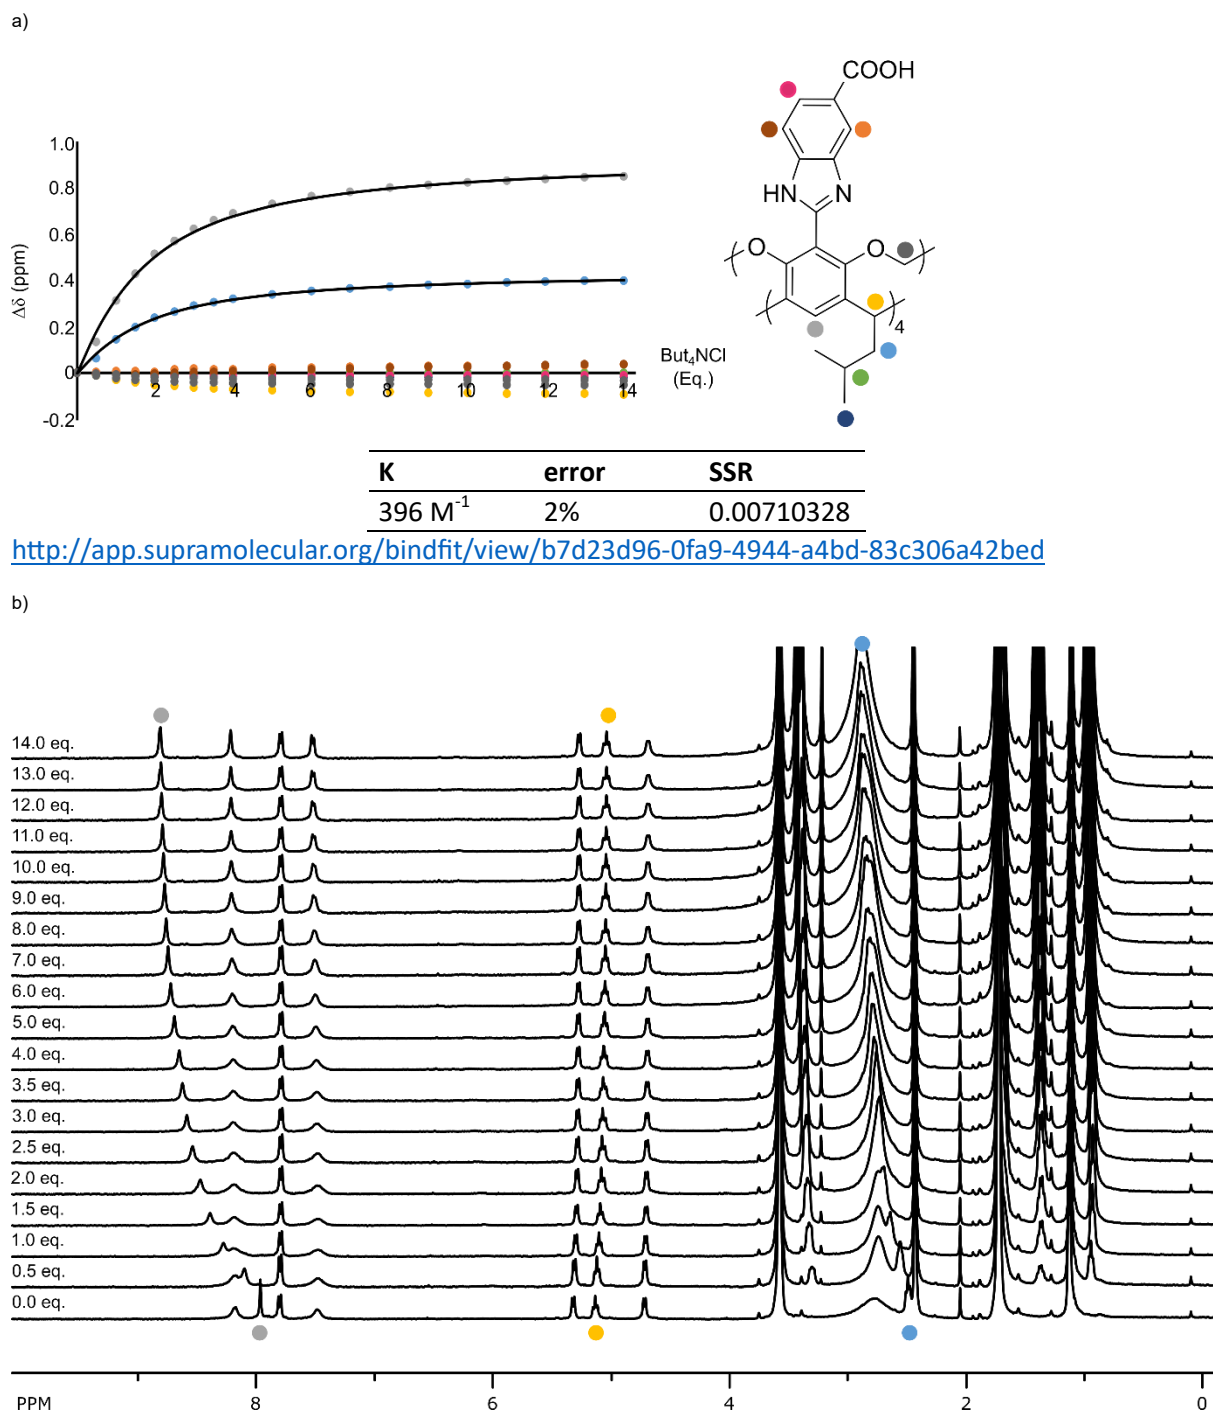 a)
COOH
HN
N
O
O
4
1.0
0.8
0.6
0.4
0.2
0
-0.2
Δδ (ppm)
2
4
6
8
10
12
14
But₄NCl
(Eq.)
K error SSR
396 M⁻¹ 2% 0.00710328
http://app.supramolecular.org/bindfit/view/b7d23d96-0fa9-4944-a4bd-83c306a42bed
b)
14.0 eq.
13.0 eq.
12.0 eq.
11.0 eq.
10.0 eq.
9.0 eq.
8.0 eq.
7.0 eq.
6.0 eq.
5.0 eq.
4.0 eq.
3.5 eq.
3.0 eq.
2.5 eq.
2.0 eq.
1.5 eq.
1.0 eq.
0.5 eq.
0.0 eq.
PPM 8 6 4 2 0